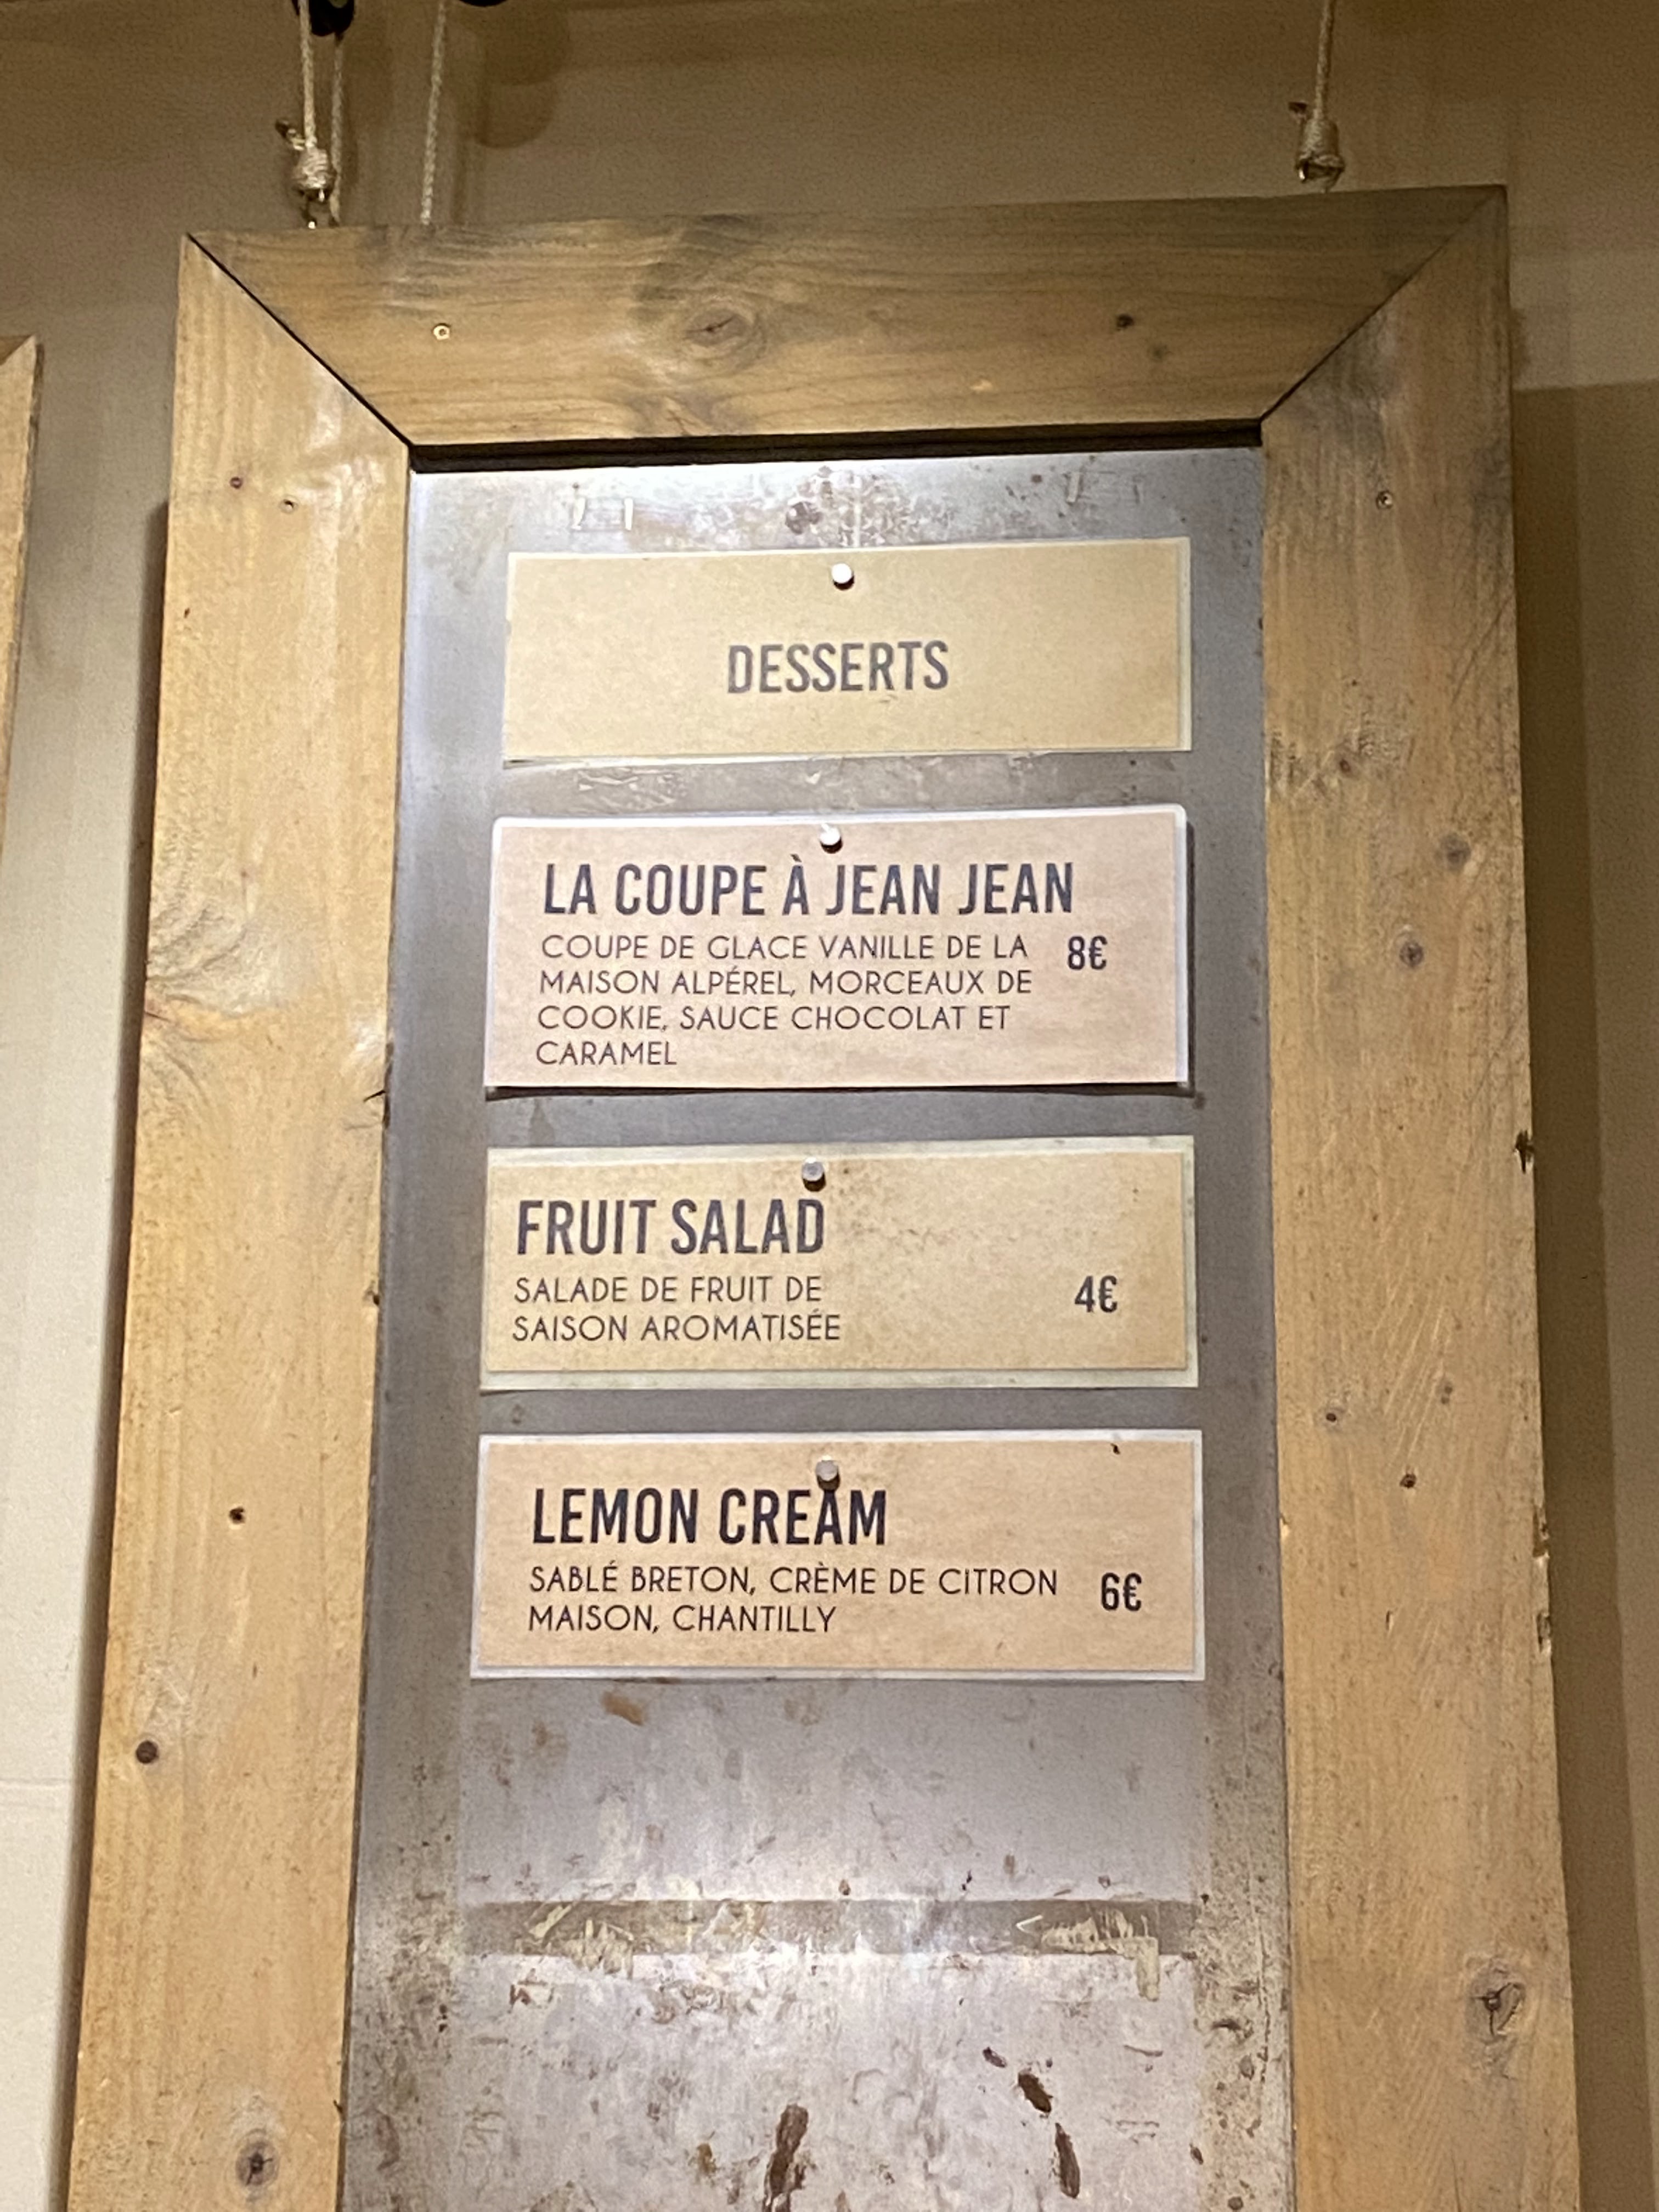 DESSERTS
LA COUPE À JEAN JEAN
COUPE DE GLACE VANILLE DE LA
MAISON ALPÉREL, MORCEAUX DE
COOKIE, SAUCE CHOCOLAT ET
CARAMEL
8€
FRUIT SALAD
SALADE DE FRUIT DE
SAISON AROMATISÉE
4€
LEMON CREAM
SABLÉ BRETON, CRÈME DE CITRON
MAISON, CHANTILLY
6€